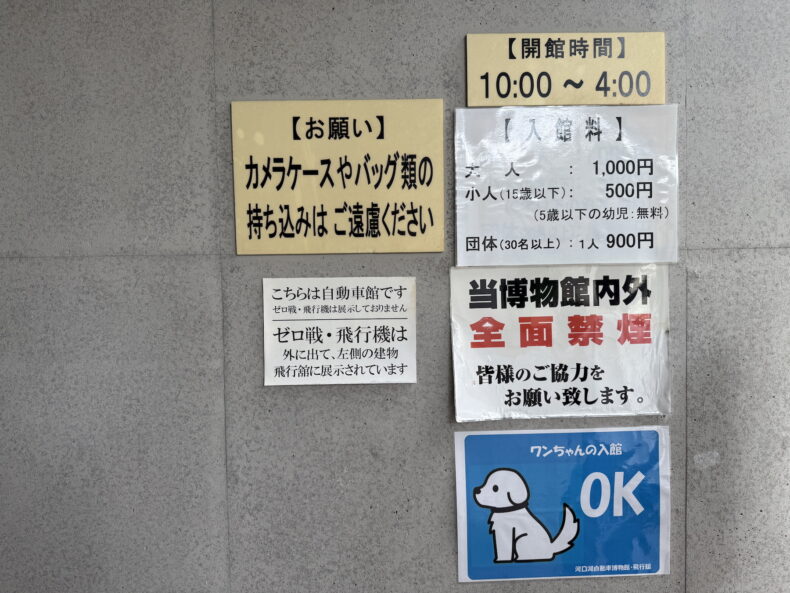 【お願い】
カメラケースやバッグ類の
持ち込みは ご遠慮ください
こちらは自動車館です
ゼロ戦・飛行機は展示しておりません
ゼロ戦・飛行機は
外に出て、左側の建物
飛行舘に展示されています
【開館時間】
10:00 ～ 4:00
【入館料】
大人 : 1,000円
小人(15歳以下): 500円
(5歳以下の幼児:無料)
団体(30名以上): 1人 900円
当博物館内外
全面禁煙
皆様のご協力を
お願い致します。
ワンちゃんの入館
OK
河口湖自動車博物館・飛行舘